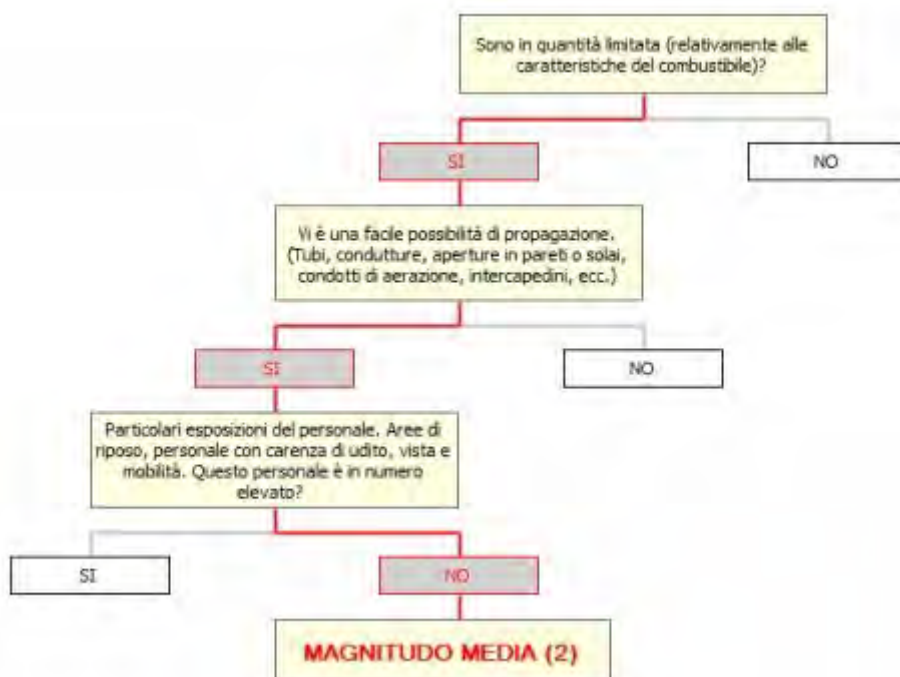 Sono in quantità limitata (relativamente alle
caratteristiche del combustibile)?
SI
NO
Vi è una facile possibilità di propagazione.
(Tubi, condutture, aperture in pareti o solai,
condotti di aerazione, intercapedini, ecc.)
SI
NO
Particolari esposizioni del personale. Aree di
riposo, personale con carenza di udito, vista e
mobilità. Questo personale è in numero
elevato?
SI
NO
MAGNITUDO MEDIA (2)